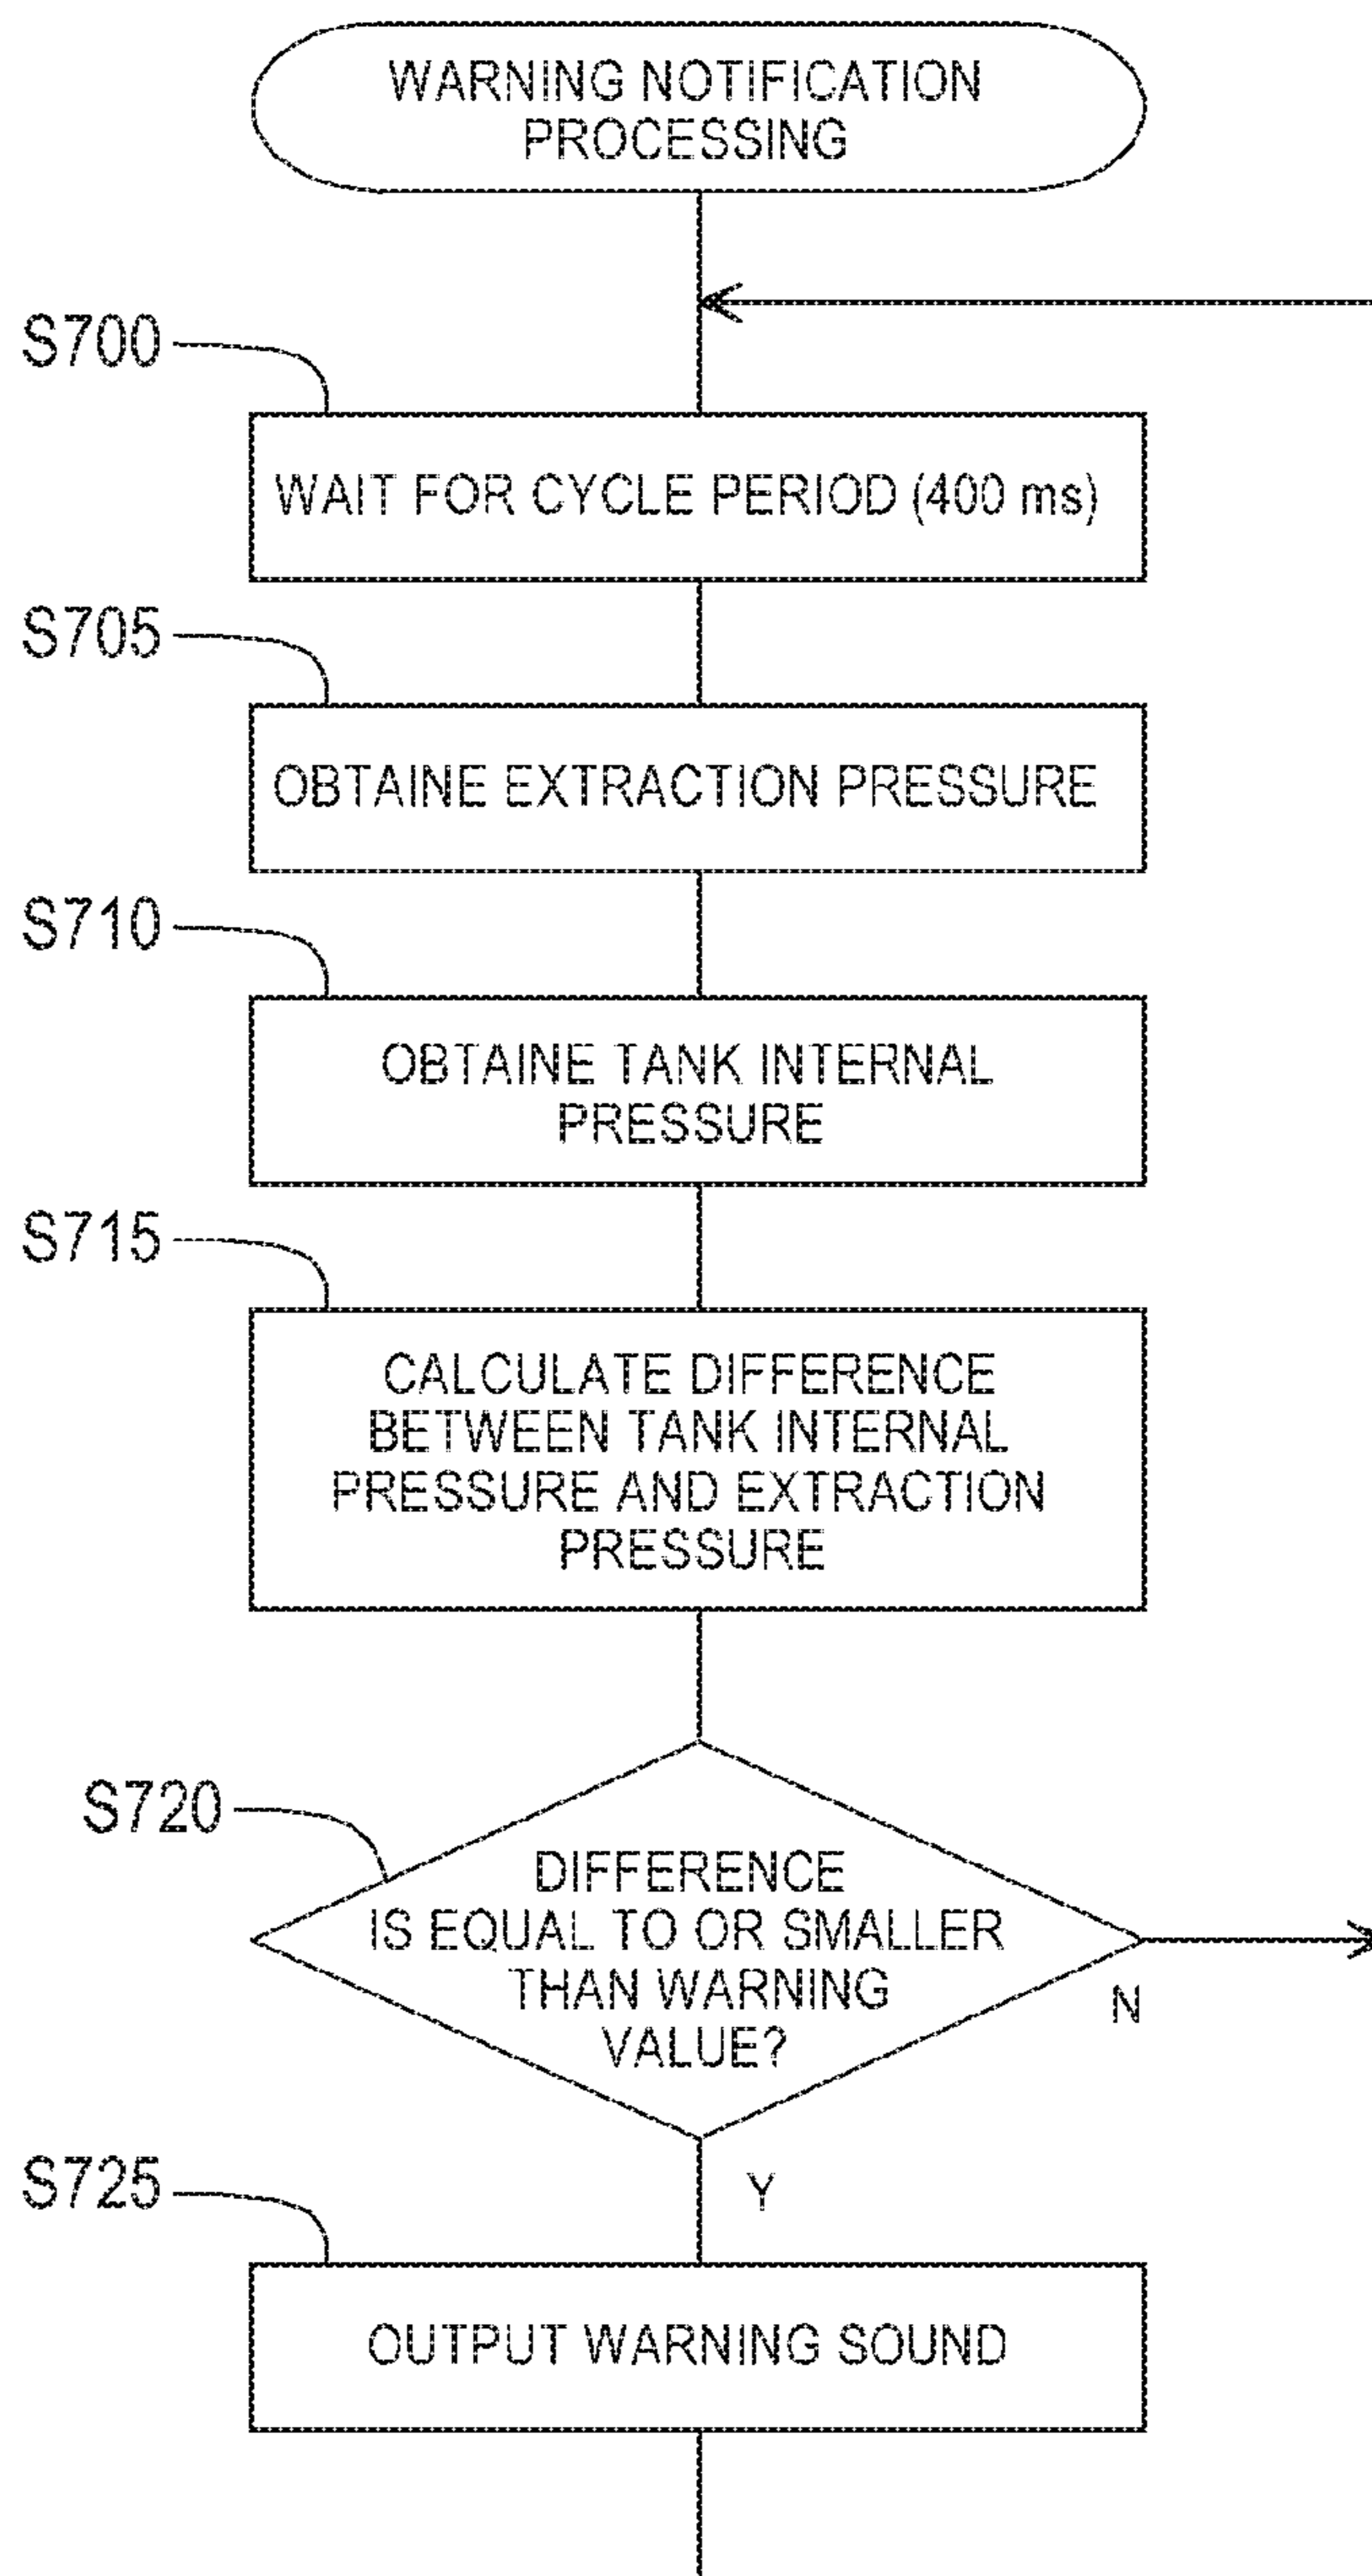 WARNING NOTIFICATION
PROCESSING
S700
WAIT FOR CYCLE PERIOD (400 ms)
S705
OBTAINE EXTRACTION PRESSURE
S710
OBTAINE TANK INTERNAL
PRESSURE
S715
CALCULATE DIFFERENCE
BETWEEN TANK INTERNAL
PRESSURE AND EXTRACTION
PRESSURE
S720
DIFFERENCE
IS EQUAL TO OR SMALLER
THAN WARNING
VALUE?
N
Y
S725
OUTPUT WARNING SOUND